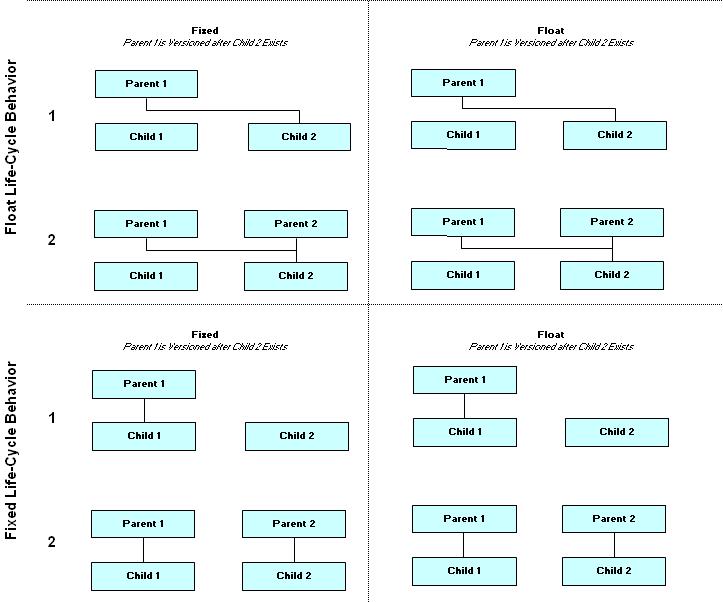 Float Life-Cycle Behavior
Fixed
Parent 1 is Versioned after Child 2 Exists
1
Parent 1
Child 1
Child 2
2
Parent 1
Parent 2
Child 1
Child 2
Float
Parent 1 is Versioned after Child 2 Exists
Parent 1
Child 1
Child 2
Parent 1
Parent 2
Child 1
Child 2
Fixed Life-Cycle Behavior
Fixed
Parent 1 is Versioned after Child 2 Exists
1
Parent 1
Child 1
Child 2
2
Parent 1
Parent 2
Child 1
Child 2
Float
Parent 1 is Versioned after Child 2 Exists
Parent 1
Child 1
Child 2
Parent 1
Parent 2
Child 1
Child 2